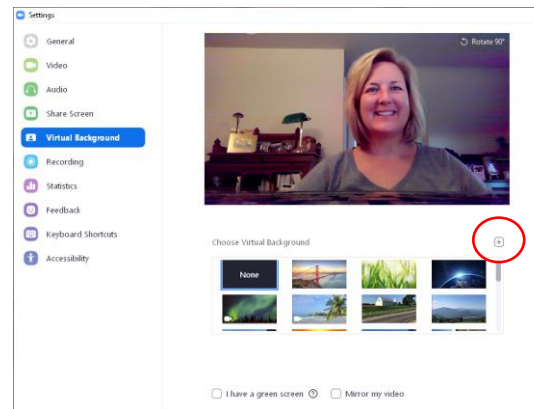 Settings
General
Rotate 90°
Video
Audio
Share Screen
Virtual Background
Recording
Statistics
Feedback
Keyboard Shortcuts
Accessibility
Choose Virtual Background
None
I have a green screen
Mirror my video